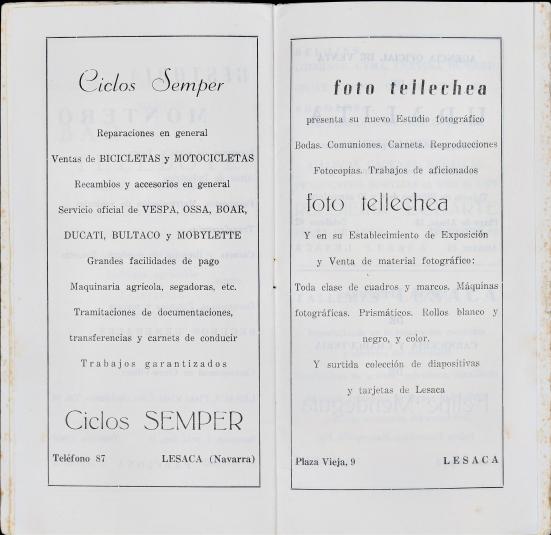 Ciclos Semper
Reparaciones en general
Ventas de BICICLETAS y MOTOCICLETAS
Recambios y accesorios en general
Servicio oficial de VESPA, OSSA, BOAR,
DUCATI, BULTACO y MOBYLETTE
Grandes facilidades de pago
Maquinaria agrícola, segadoras, etc.
Tramitaciones de documentaciones,
transferencias y carnets de conducir
Trabajos garantizados
Ciclos SEMPER
Teléfono 87 LESACA (Navarra)
foto tellechea
presenta su nuevo Estudio fotográfico
Bodas. Comuniones. Carnets. Reproducciones
Fotocopias. Trabajos de aficionados
foto tellechea
Y en su Establecimiento de Exposición
y Venta de material fotográfico:
Toda clase de cuadros y marcos. Máquinas
fotográficas. Prismáticos. Rollos blanco y
negro, y color.
Y surtida colección de diapositivas
y tarjetas de Lesaca
Plaza Vieja, 9 LESACA